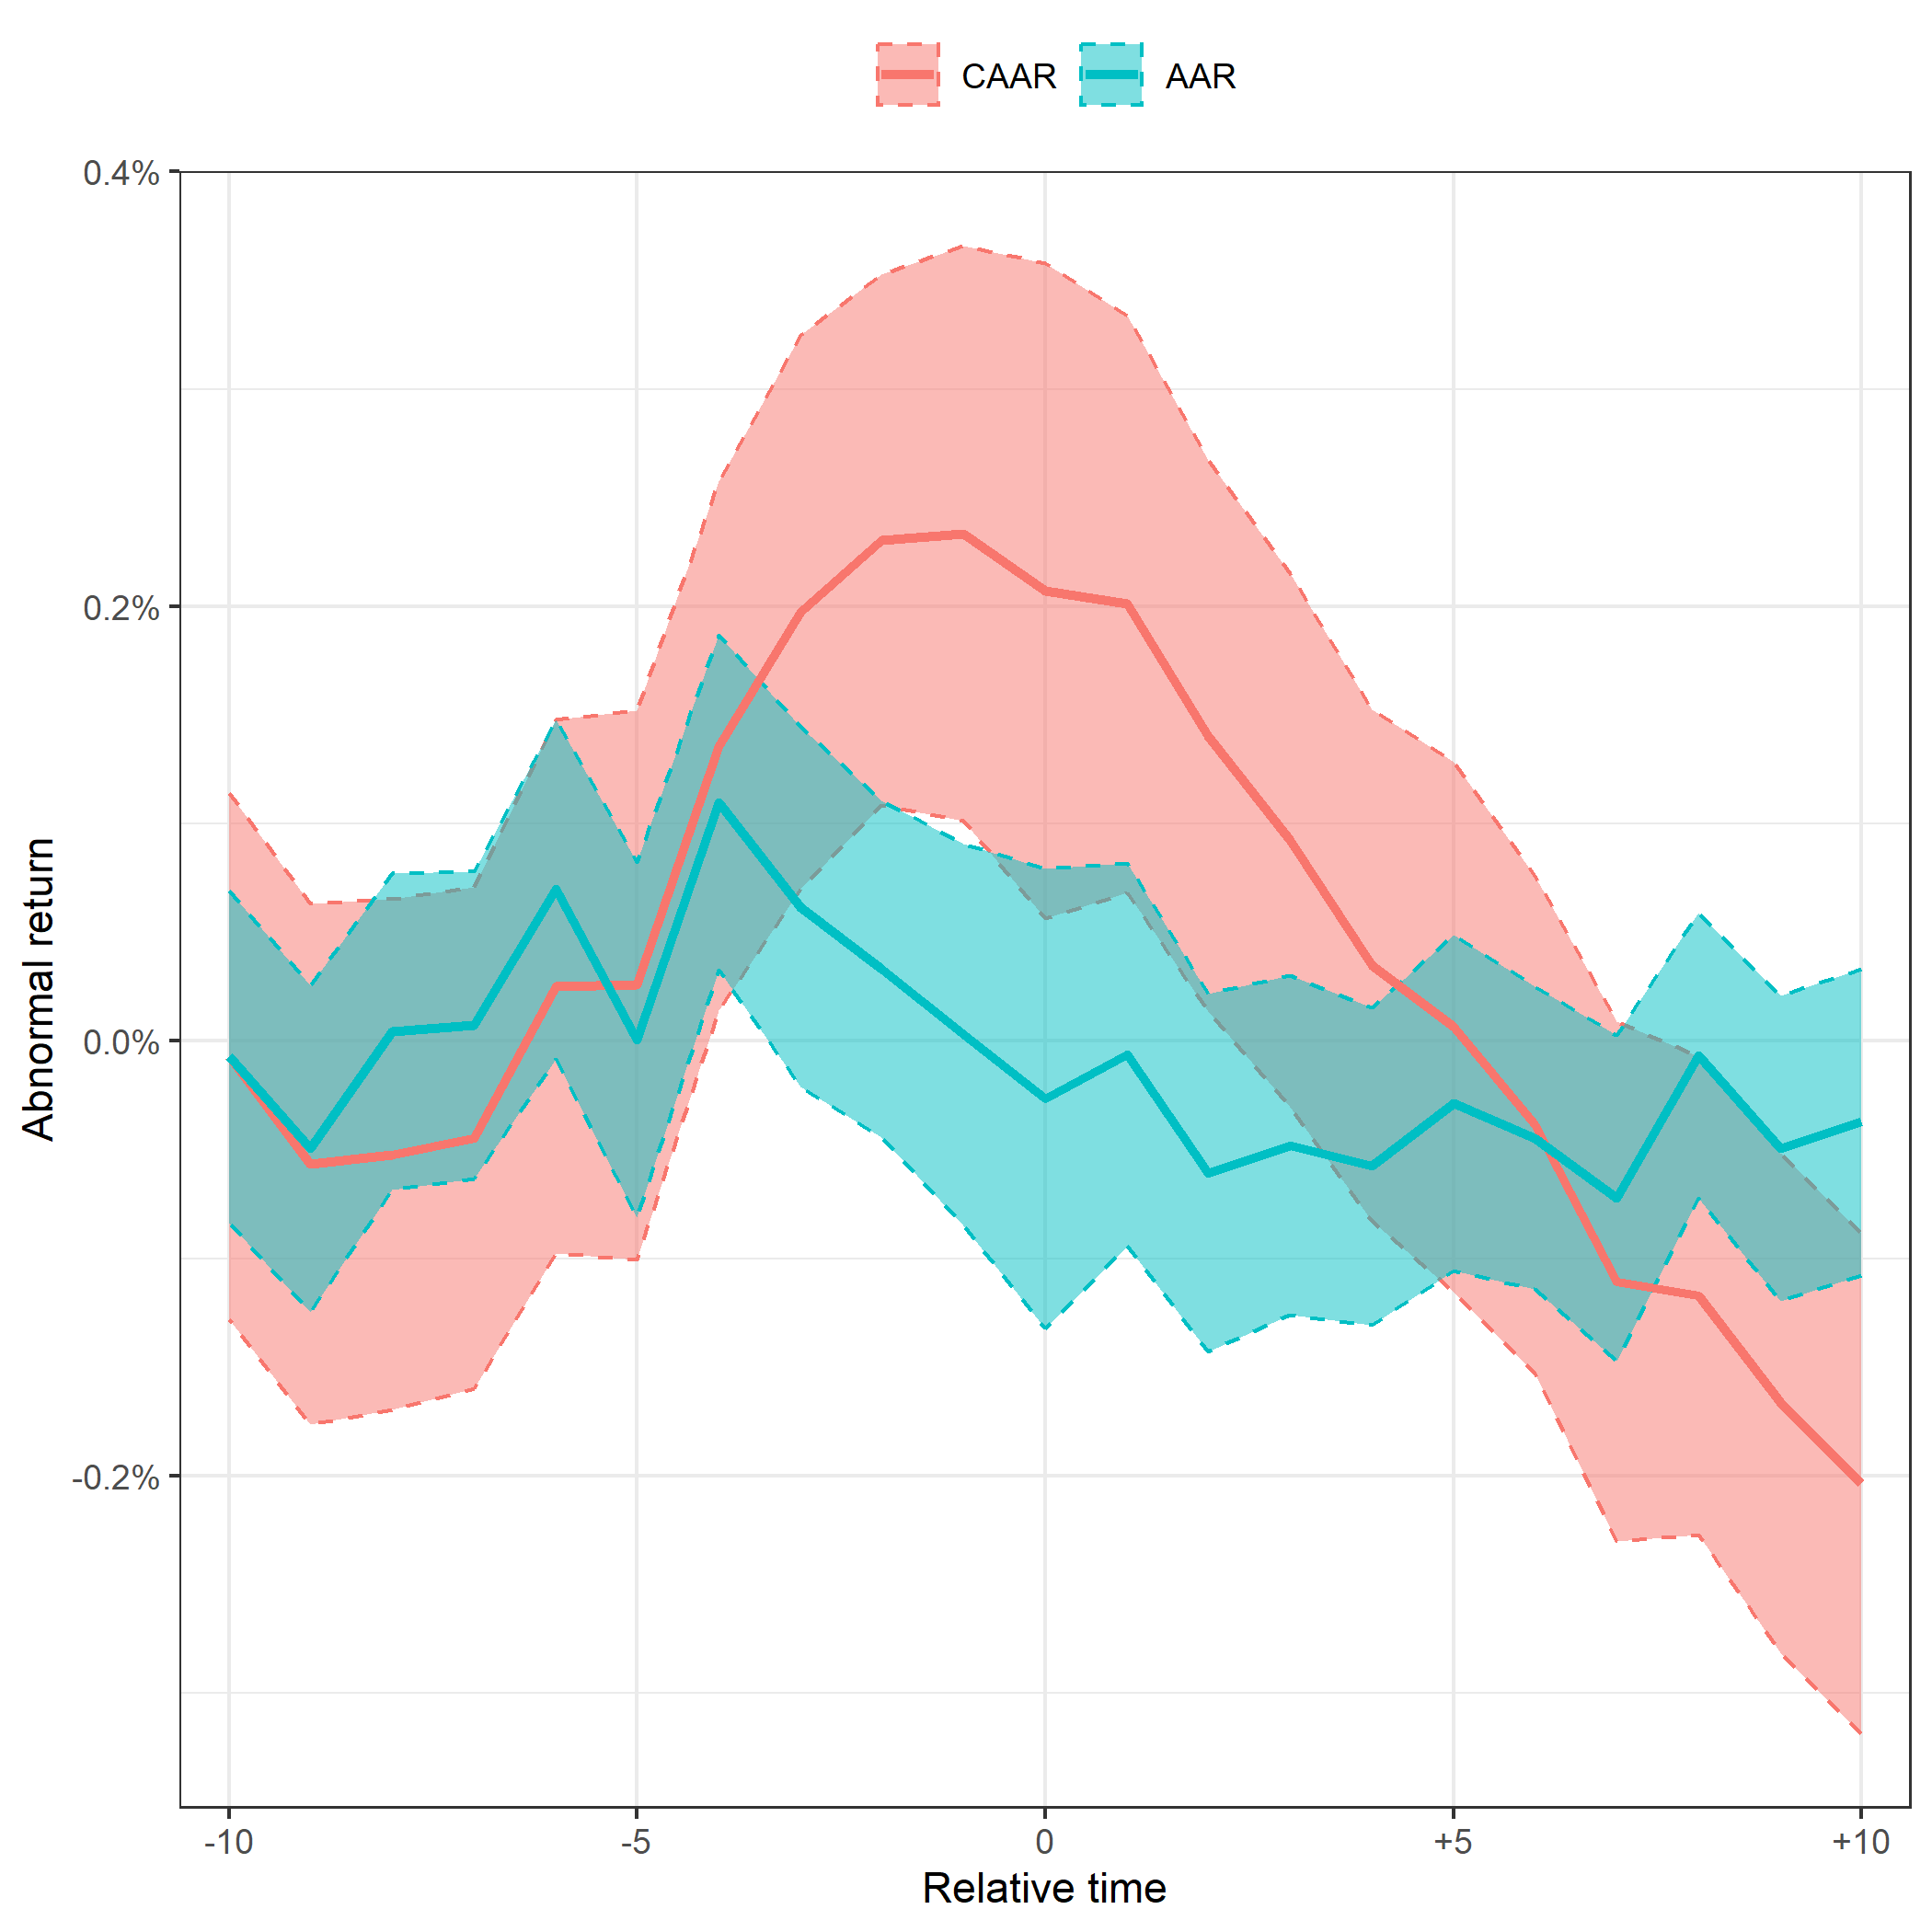 CAAR AAR
0.4%
0.2%
0.0%
-0.2%
Abnormal return
-10 -5 0 +5 +10
Relative time